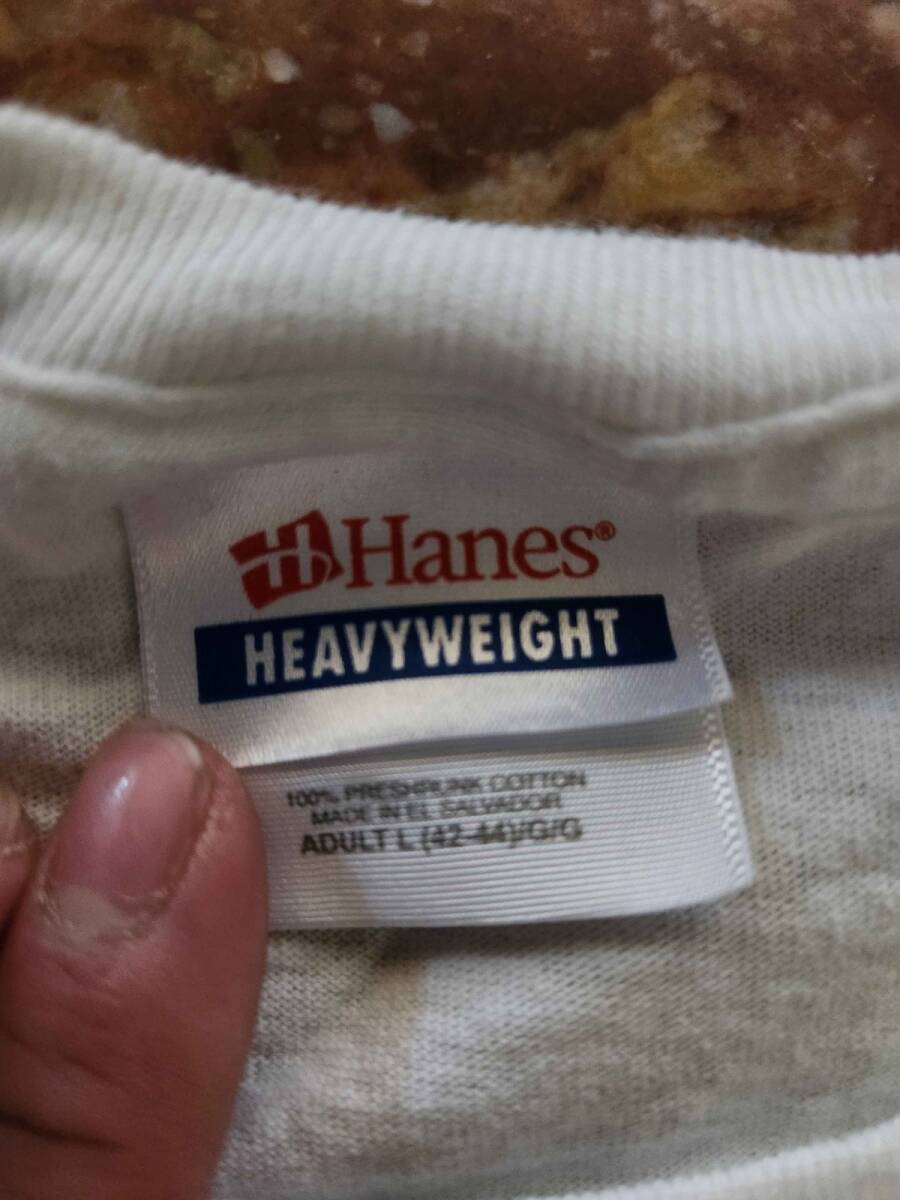 Hanes®
HEAVYWEIGHT
100% PRESHRUNK COTTON
MADE IN EL SALVADOR
ADULT L (42-44)/G/G